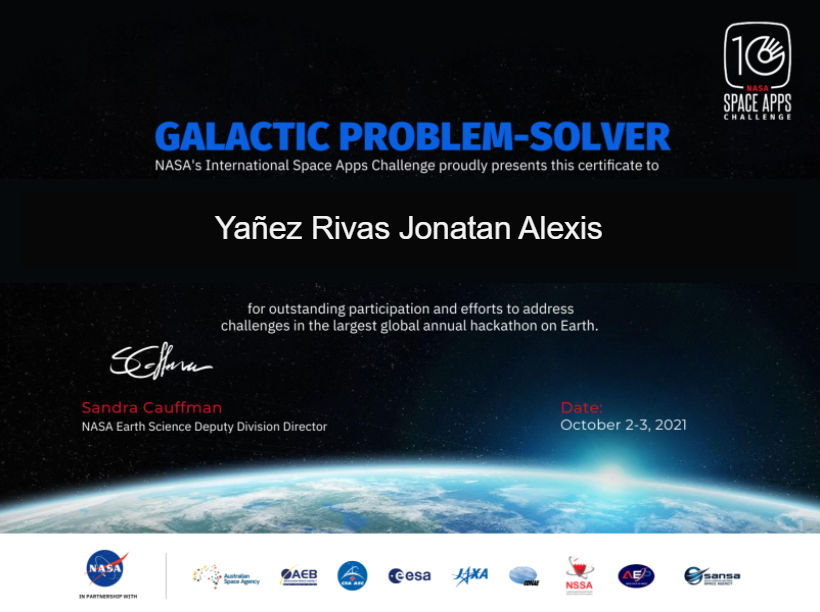 10
NASA
SPACE APPS
CHALLENGE
GALACTIC PROBLEM-SOLVER
NASA's International Space Apps Challenge proudly presents this certificate to
Yañez Rivas Jonatan Alexis
for outstanding participation and efforts to address
challenges in the largest global annual hackathon on Earth.
Sandra Cauffman
NASA Earth Science Deputy Division Director
Date:
October 2-3, 2021
NASA
IN PARTNERSHIP WITH
Australian
Space Agency
AEB
CSA ASC
esa
JAXA
CONAE
NSSA
sansa